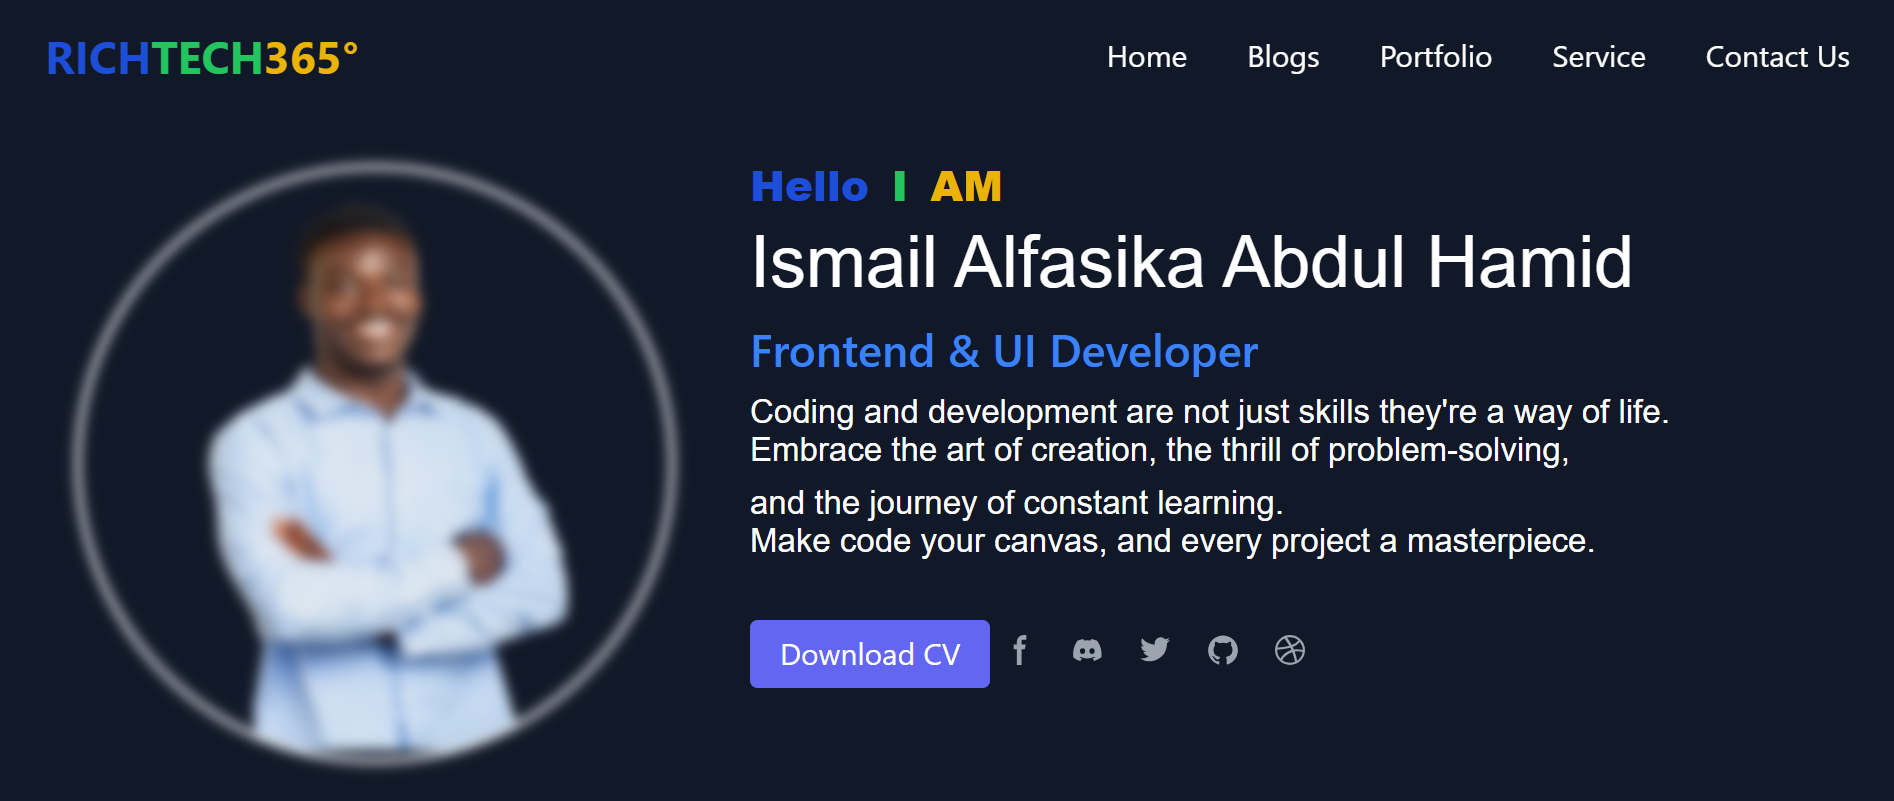 RICHTECH365°
Home Blogs Portfolio Service Contact Us
Hello I AM
Ismail Alfasika Abdul Hamid
Frontend & UI Developer
Coding and development are not just skills they're a way of life.
Embrace the art of creation, the thrill of problem-solving,
and the journey of constant learning.
Make code your canvas, and every project a masterpiece.
Download CV